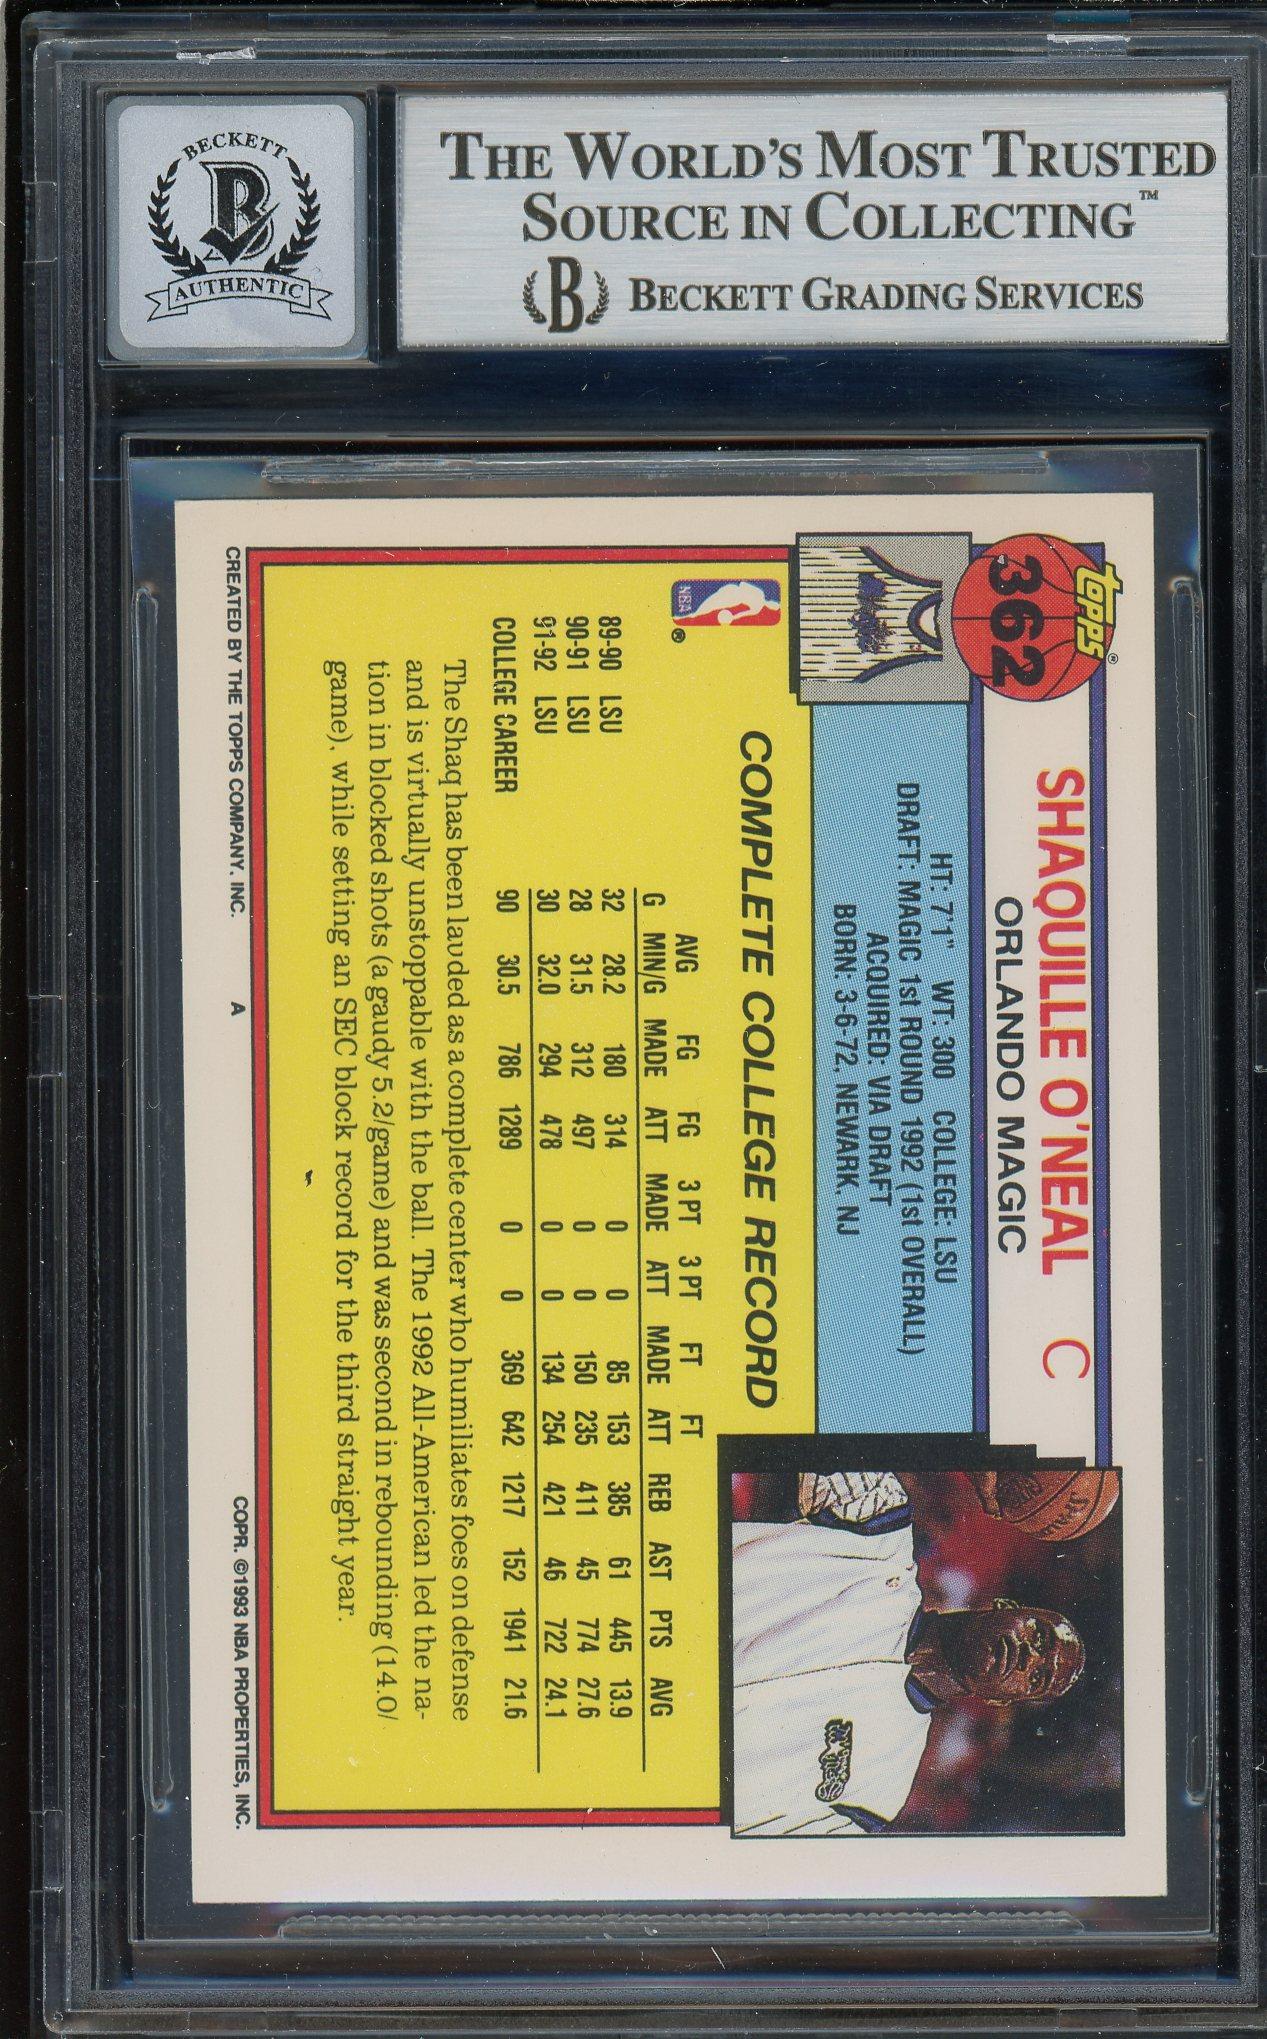 BECKETT
B
AUTHENTIC
THE WORLD'S MOST TRUSTED
SOURCE IN COLLECTING™
B BECKETT GRADING SERVICES
topps®
362
SHAQUILLE O'NEAL C
ORLANDO MAGIC
HT: 7'1" WT: 300 COLLEGE: LSU
DRAFT: MAGIC 1st ROUND 1992 (1st OVERALL)
ACQUIRED: VIA DRAFT
BORN: 3-6-72, NEWARK, NJ
COMPLETE COLLEGE RECORD
NBA ®
AVG FG FG 3 PT 3 PT FT FT
G MIN/G MADE ATT MADE ATT MADE ATT REB AST PTS AVG
89-90 LSU 32 28.2 180 314 0 0 85 153 385 61 445 13.9
90-91 LSU 28 31.5 312 497 0 0 150 235 411 45 774 27.6
91-92 LSU 30 32.0 294 478 0 0 134 254 421 46 722 24.1
COLLEGE CAREER 90 30.5 786 1289 0 0 369 642 1217 152 1941 21.6
The Shaq has been lauded as a complete center who humiliates foes on defense
and is virtually unstoppable with the ball. The 1992 All-American led the na-
tion in blocked shots (a gaudy 5.2/game) and was second in rebounding (14.0/
game), while setting an SEC block record for the third straight year.
CREATED BY THE TOPPS COMPANY, INC. A COPR. ©1993 NBA PROPERTIES, INC.